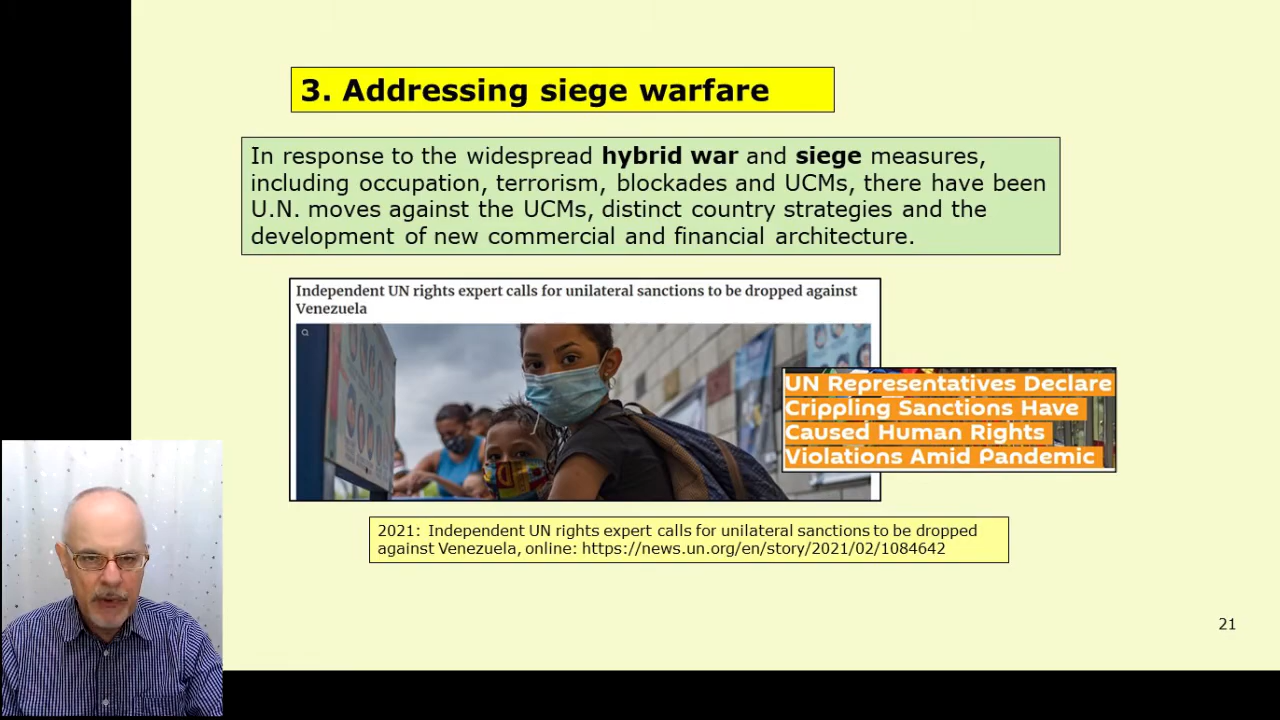 3. Addressing siege warfare
In response to the widespread hybrid war and siege measures,
including occupation, terrorism, blockades and UCMs, there have been
U.N. moves against the UCMs, distinct country strategies and the
development of new commercial and financial architecture.
Independent UN rights expert calls for unilateral sanctions to be dropped against
Venezuela
UN Representatives Declare
Crippling Sanctions Have
Caused Human Rights
Violations Amid Pandemic
2021: Independent UN rights expert calls for unilateral sanctions to be dropped
against Venezuela, online: https://news.un.org/en/story/2021/02/1084642
21